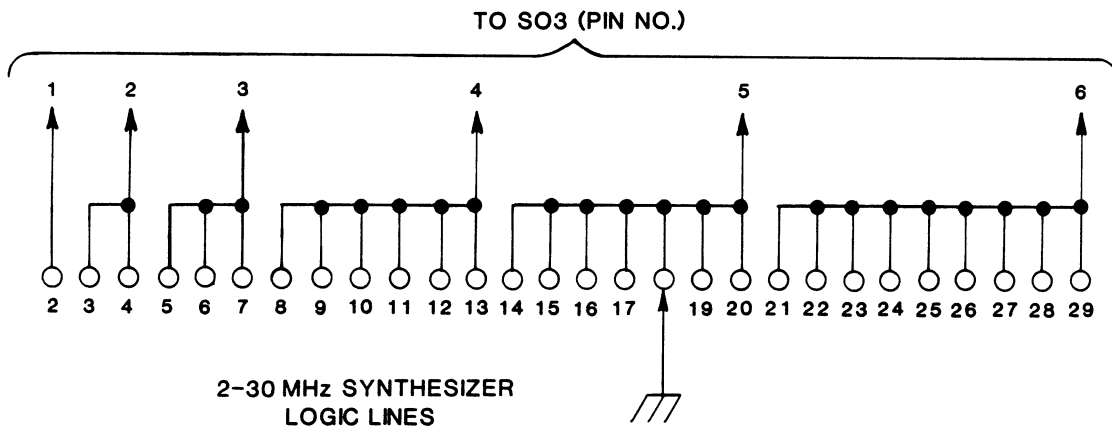 TO SO3 (PIN NO.)
1 2 3 4 5 6
2 3 4 5 6 7 8 9 10 11 12 13 14 15 16 17 19 20 21 22 23 24 25 26 27 28 29
2-30 MHz SYNTHESIZER
LOGIC LINES